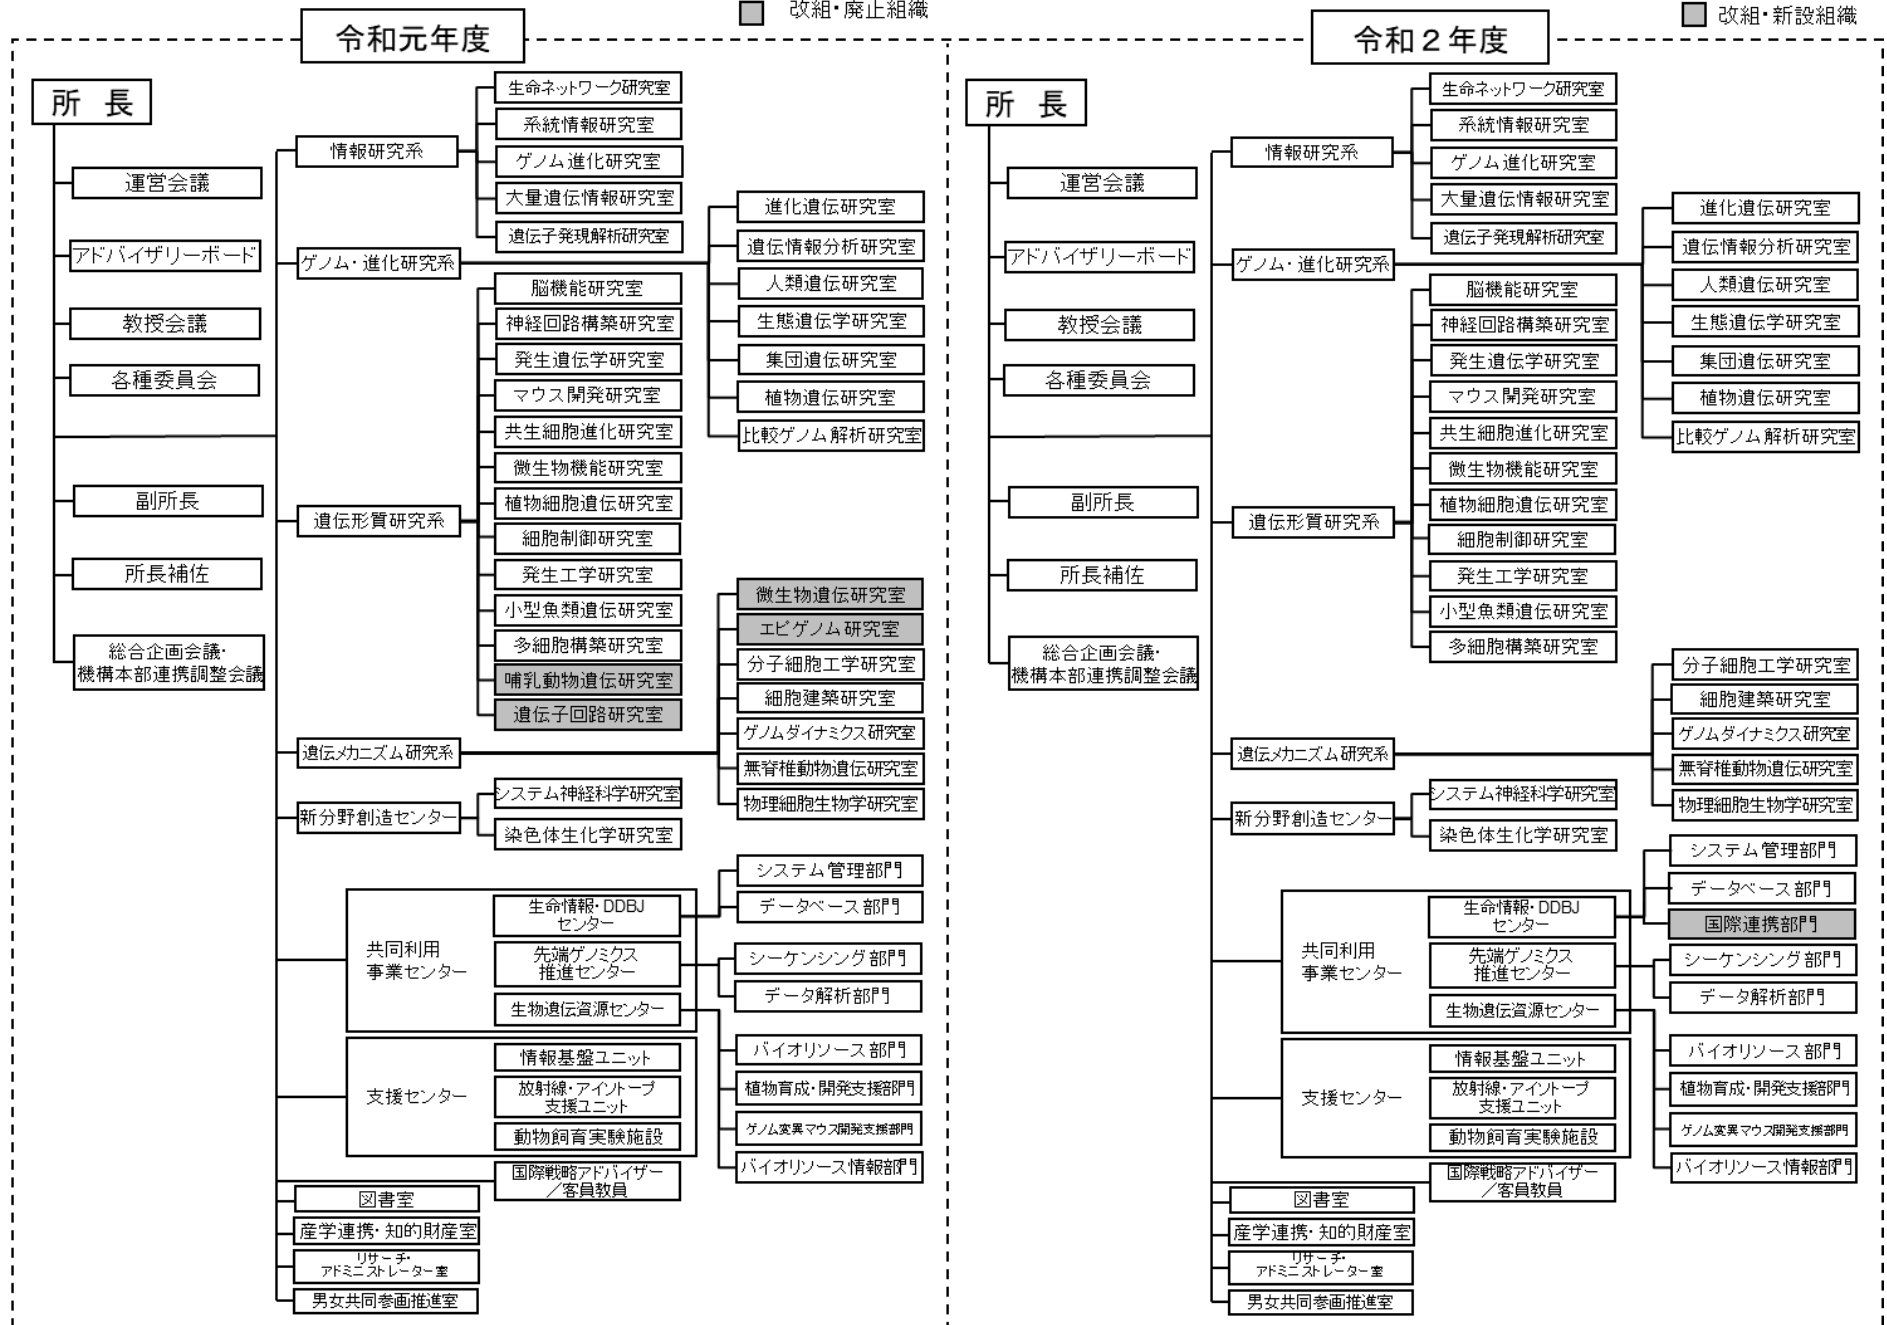 改組・廃止組織
令和元年度
所　長
運営会議
アドバイザリーボード
教授会議
各種委員会
副所長
所長補佐
総合企画会議・
機構本部連携調整会議
情報研究系
生命ネットワーク研究室
系統情報研究室
ゲノム進化研究室
大量遺伝情報研究室
遺伝子発現解析研究室
ゲノム・進化研究系
進化遺伝研究室
遺伝情報分析研究室
人類遺伝研究室
生態遺伝学研究室
集団遺伝研究室
植物遺伝研究室
比較ゲノム解析研究室
遺伝形質研究系
脳機能研究室
神経回路構築研究室
発生遺伝学研究室
マウス開発研究室
共生細胞進化研究室
微生物機能研究室
植物細胞遺伝研究室
細胞制御研究室
発生工学研究室
小型魚類遺伝研究室
多細胞構築研究室
哺乳動物遺伝研究室
遺伝子回路研究室
遺伝メカニズム研究系
微生物遺伝研究室
エピゲノム研究室
分子細胞工学研究室
細胞建築研究室
ゲノムダイナミクス研究室
無脊椎動物遺伝研究室
物理細胞生物学研究室
新分野創造センター
システム神経科学研究室
染色体生化学研究室
共同利用
事業センター
生命情報・DDBJ
センター
システム管理部門
データベース部門
先端ゲノミクス
推進センター
シーケンシング部門
データ解析部門
生物遺伝資源センター
バイオリソース部門
植物育成・開発支援部門
ゲノム変異マウス開発支援部門
バイオリソース情報部門
支援センター
情報基盤ユニット
放射線・アイソトープ
支援ユニット
動物飼育実験施設
国際戦略アドバイザー
／客員教員
図書室
産学連携・知的財産室
リサーチ・
アドミニストレーター室
男女共同参画推進室
改組・新設組織
令和２年度
所　長
運営会議
アドバイザリーボード
教授会議
各種委員会
副所長
所長補佐
総合企画会議・
機構本部連携調整会議
情報研究系
生命ネットワーク研究室
系統情報研究室
ゲノム進化研究室
大量遺伝情報研究室
遺伝子発現解析研究室
ゲノム・進化研究系
進化遺伝研究室
遺伝情報分析研究室
人類遺伝研究室
生態遺伝学研究室
集団遺伝研究室
植物遺伝研究室
比較ゲノム解析研究室
遺伝形質研究系
脳機能研究室
神経回路構築研究室
発生遺伝学研究室
マウス開発研究室
共生細胞進化研究室
微生物機能研究室
植物細胞遺伝研究室
細胞制御研究室
発生工学研究室
小型魚類遺伝研究室
多細胞構築研究室
遺伝メカニズム研究系
分子細胞工学研究室
細胞建築研究室
ゲノムダイナミクス研究室
無脊椎動物遺伝研究室
物理細胞生物学研究室
新分野創造センター
システム神経科学研究室
染色体生化学研究室
共同利用
事業センター
生命情報・DDBJ
センター
システム管理部門
データベース部門
国際連携部門
先端ゲノミクス
推進センター
シーケンシング部門
データ解析部門
生物遺伝資源センター
バイオリソース部門
植物育成・開発支援部門
ゲノム変異マウス開発支援部門
バイオリソース情報部門
支援センター
情報基盤ユニット
放射線・アイソトープ
支援ユニット
動物飼育実験施設
国際戦略アドバイザー
／客員教員
図書室
産学連携・知的財産室
リサーチ・
アドミニストレーター室
男女共同参画推進室